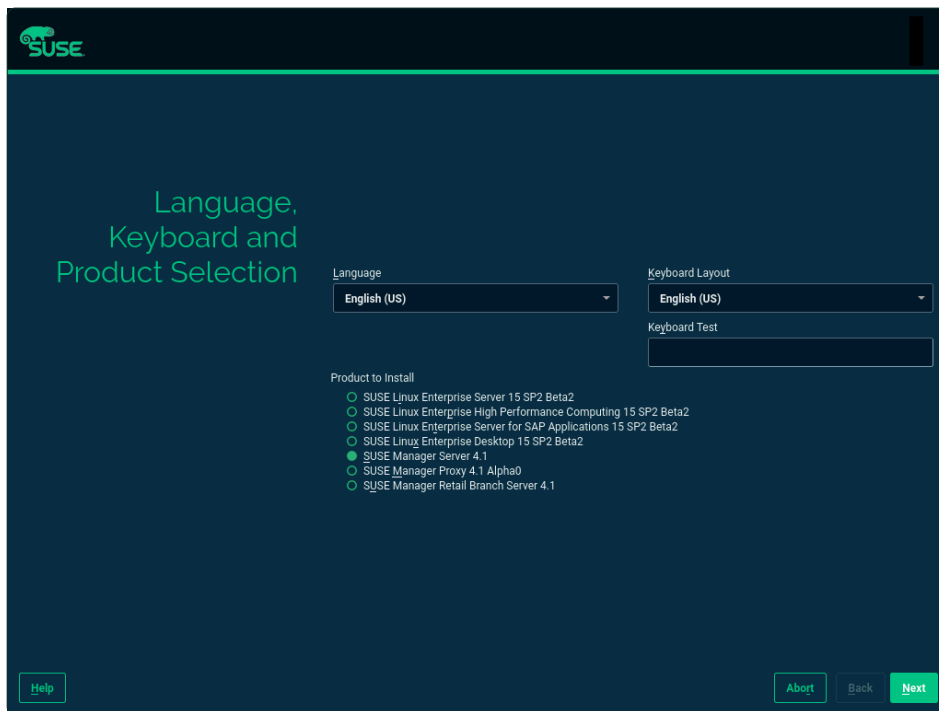 SUSE
Language,
Keyboard and
Product Selection
Language
Keyboard Layout
English (US)
English (US)
Keyboard Test
Product to Install
SUSE Linux Enterprise Server 15 SP2 Beta2
SUSE Linux Enterprise High Performance Computing 15 SP2 Beta2
SUSE Linux Enterprise Server for SAP Applications 15 SP2 Beta2
SUSE Linux Enterprise Desktop 15 SP2 Beta2
SUSE Manager Server 4.1
SUSE Manager Proxy 4.1 Alpha0
SUSE Manager Retail Branch Server 4.1
Help
Abort
Back
Next